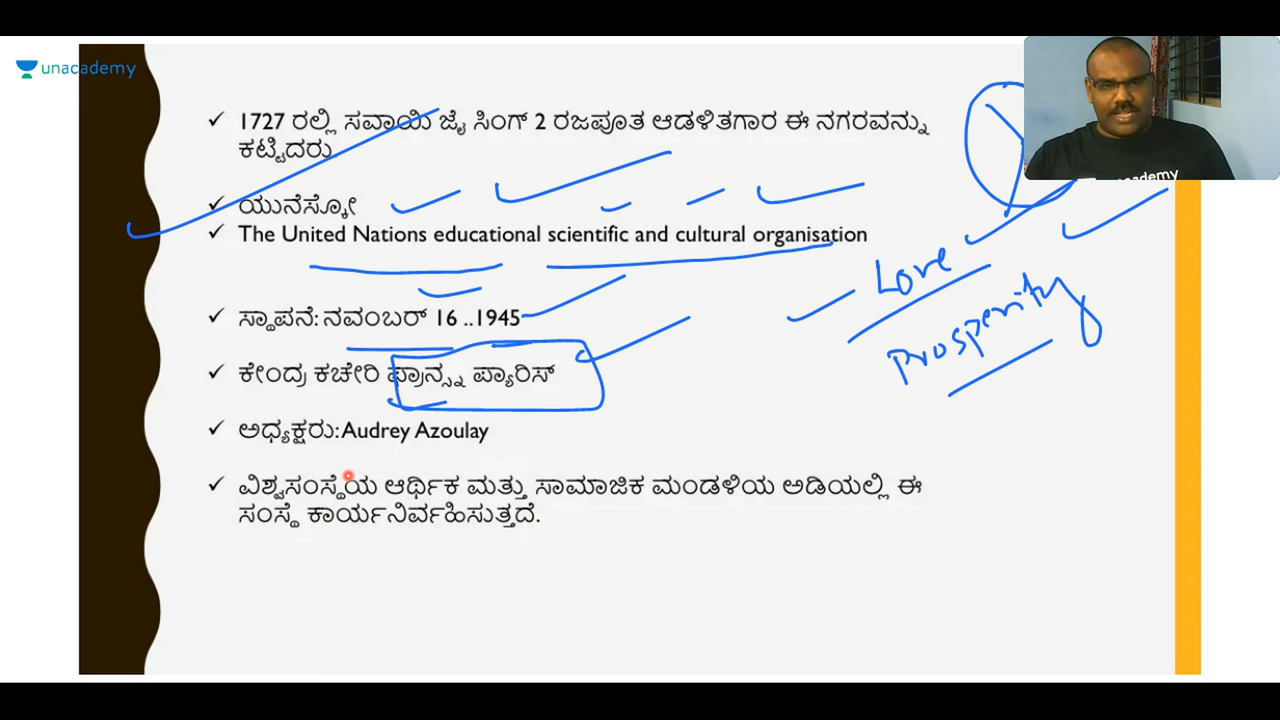 unacademy
1727 ರಲ್ಲಿ ಸವಾಯಿ ಜೈ ಸಿಂಗ್ 2 ರಜಪೂತ ಆಡಳಿತಗಾರ ಈ ನಗರವನ್ನು
ಕಟ್ಟಿದರು.
ಯುನೆಸ್ಕೋ
The United Nations educational scientific and cultural organisation
ಸ್ಥಾಪನೆ: ನವಂಬರ್ 16 ..1945
ಕೇಂದ್ರ ಕಚೇರಿ ಫ್ರಾನ್ಸ್ನ ಪ್ಯಾರಿಸ್
ಅಧ್ಯಕ್ಷರು: Audrey Azoulay
ವಿಶ್ವಸಂಸ್ಥೆಯ ಆರ್ಥಿಕ ಮತ್ತು ಸಾಮಾಜಿಕ ಮಂಡಳಿಯ ಅಡಿಯಲ್ಲಿ ಈ
ಸಂಸ್ಥೆ ಕಾರ್ಯನಿರ್ವಹಿಸುತ್ತದೆ.
Love
Prosperity